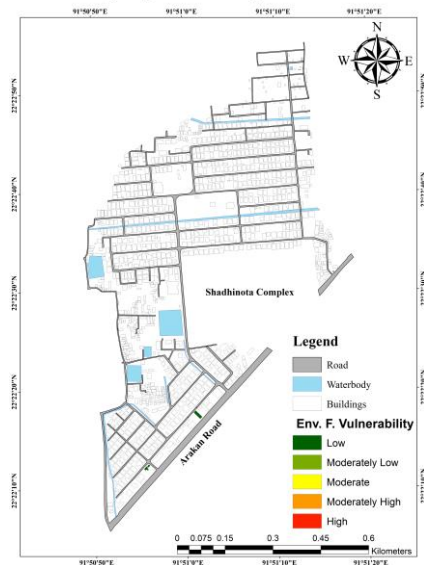 91°50'50"E 91°51'0"E 91°51'10"E 91°51'20"E
N
W E
S
22°22'50"N
22°22'40"N
22°22'30"N
22°22'20"N
22°22'10"N
Shadhinota Complex
Arakan Road
Legend
Road
Waterbody
Buildings
Env. F. Vulnerability
Low
Moderately Low
Moderate
Moderately High
High
0 0.075 0.15 0.3 0.45 0.6
Kilometers
91°50'50"E 91°51'0"E 91°51'10"E 91°51'20"E